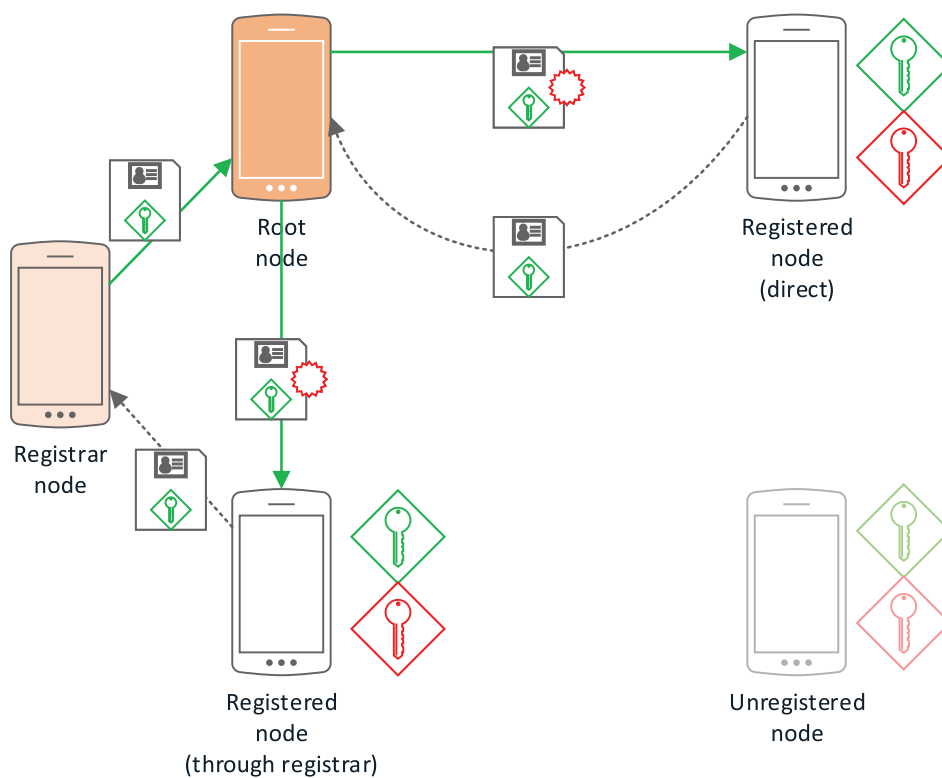 Root
node
Registered
node
(direct)
Registrar
node
Registered
node
(through registrar)
Unregistered
node